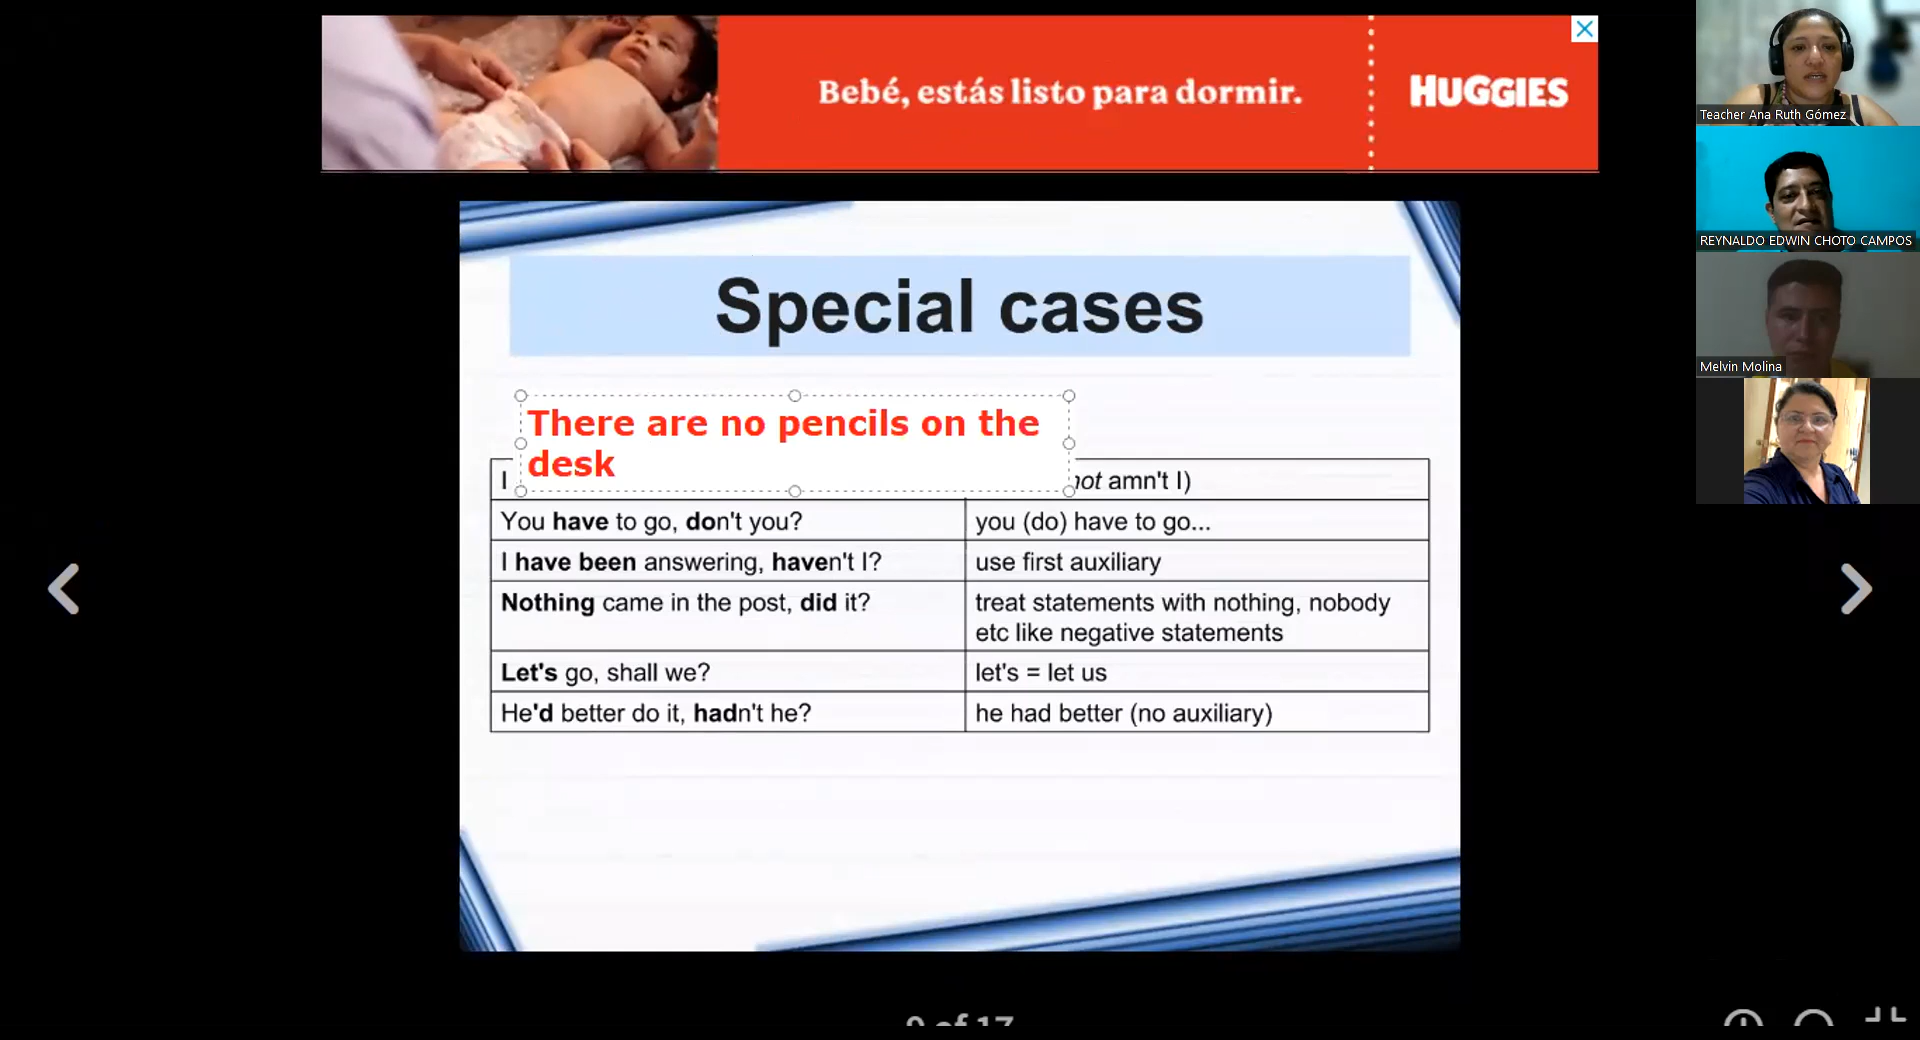 Bebé, estás listo para dormir.
HUGGIES
Teacher Ana Ruth Gómez
REYNALDO EDWIN CHOTO CAMPOS
Melvin Molina
Special cases
There are no pencils on the
desk
I not amn't I)
You have to go, don't you? you (do) have to go...
I have been answering, haven't I? use first auxiliary
Nothing came in the post, did it? treat statements with nothing, nobody
etc like negative statements
Let's go, shall we? let's = let us
He'd better do it, hadn't he? he had better (no auxiliary)
9 of 17